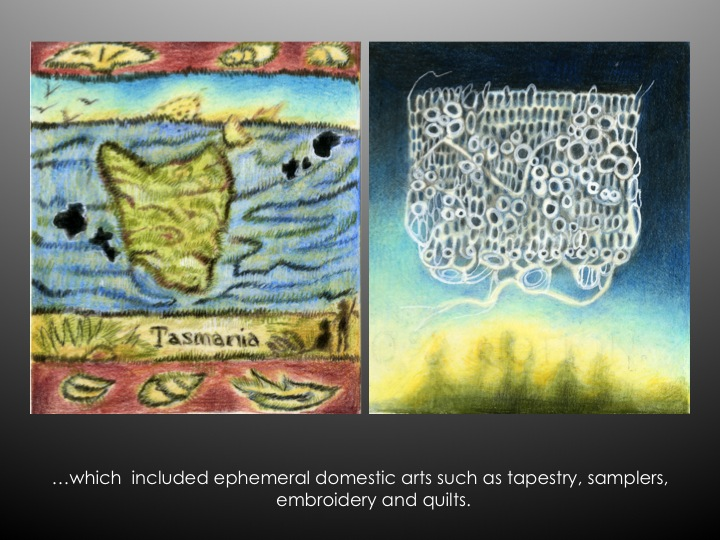 Tasmania
…which  included ephemeral domestic arts such as tapestry, samplers,
embroidery and quilts.